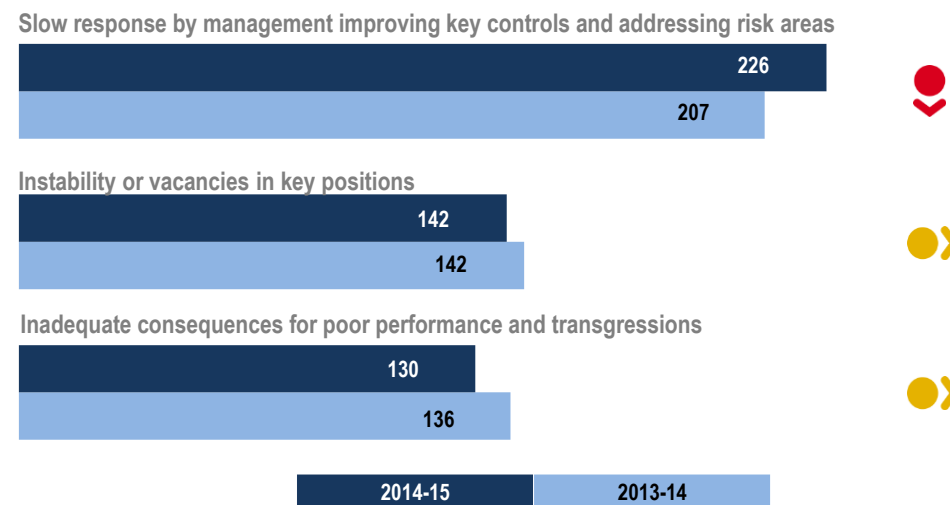 Slow response by management improving key controls and addressing risk areas
226
207
Instability or vacancies in key positions
142
142
Inadequate consequences for poor performance and transgressions
130
136
2014-15 2013-14